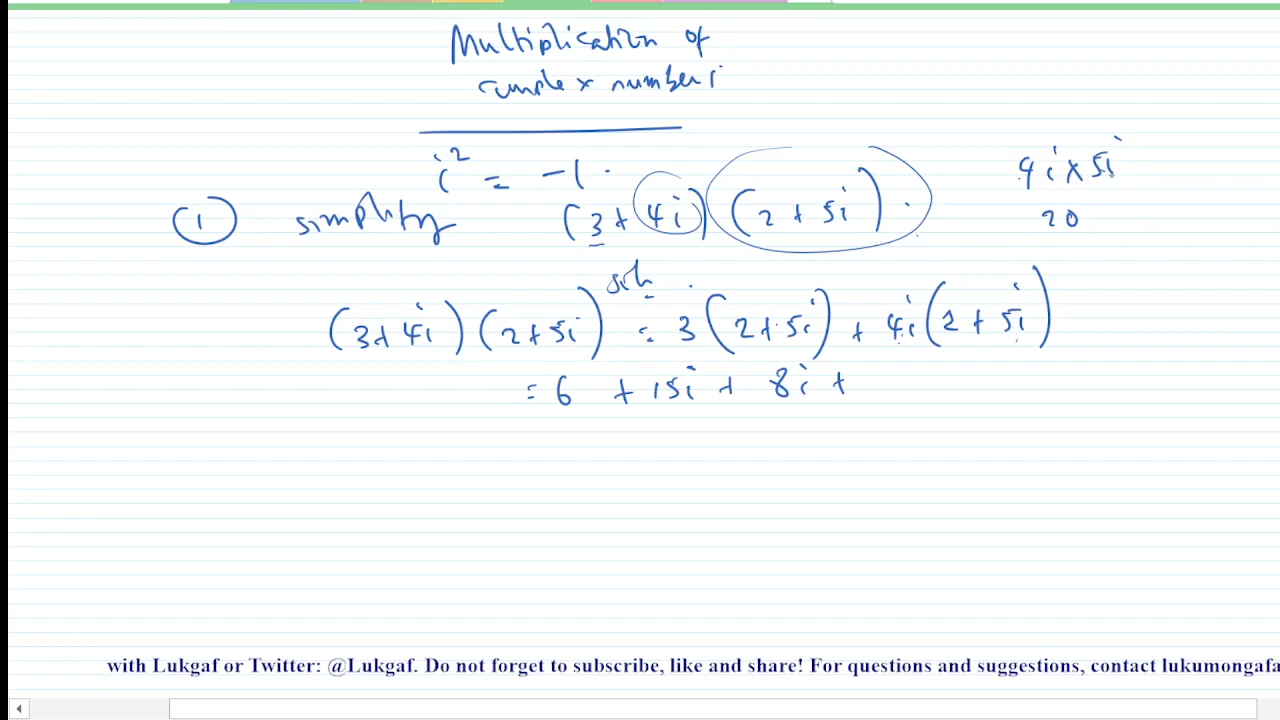 Multiplication of
complex numbers
i² = -1.
① simplify (3 + 4i) (2 + 5i).
4i × 5i
20
soln
(3 + 4i) (2 + 5i) = 3 (2 + 5i) + 4i (2 + 5i)
= 6 + 15i + 8i +
with Lukgaf or Twitter: @Lukgaf. Do not forget to subscribe, like and share! For questions and suggestions, contact lukumongafa